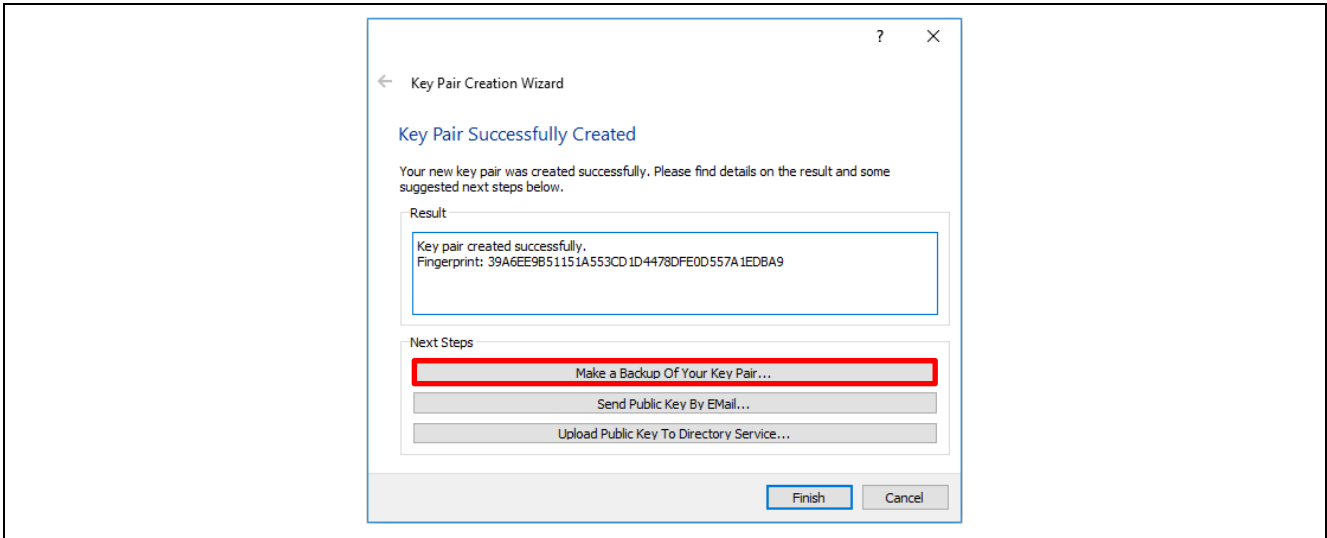 ?
Key Pair Creation Wizard
Key Pair Successfully Created
Your new key pair was created successfully. Please find details on the result and some
suggested next steps below.
Result
Key pair created successfully.
Fingerprint: 39A6EE9B51151A553CD1D4478DFE0D557A1EDBA9
Next Steps
Make a Backup Of Your Key Pair...
Send Public Key By EMail...
Upload Public Key To Directory Service...
Finish Cancel